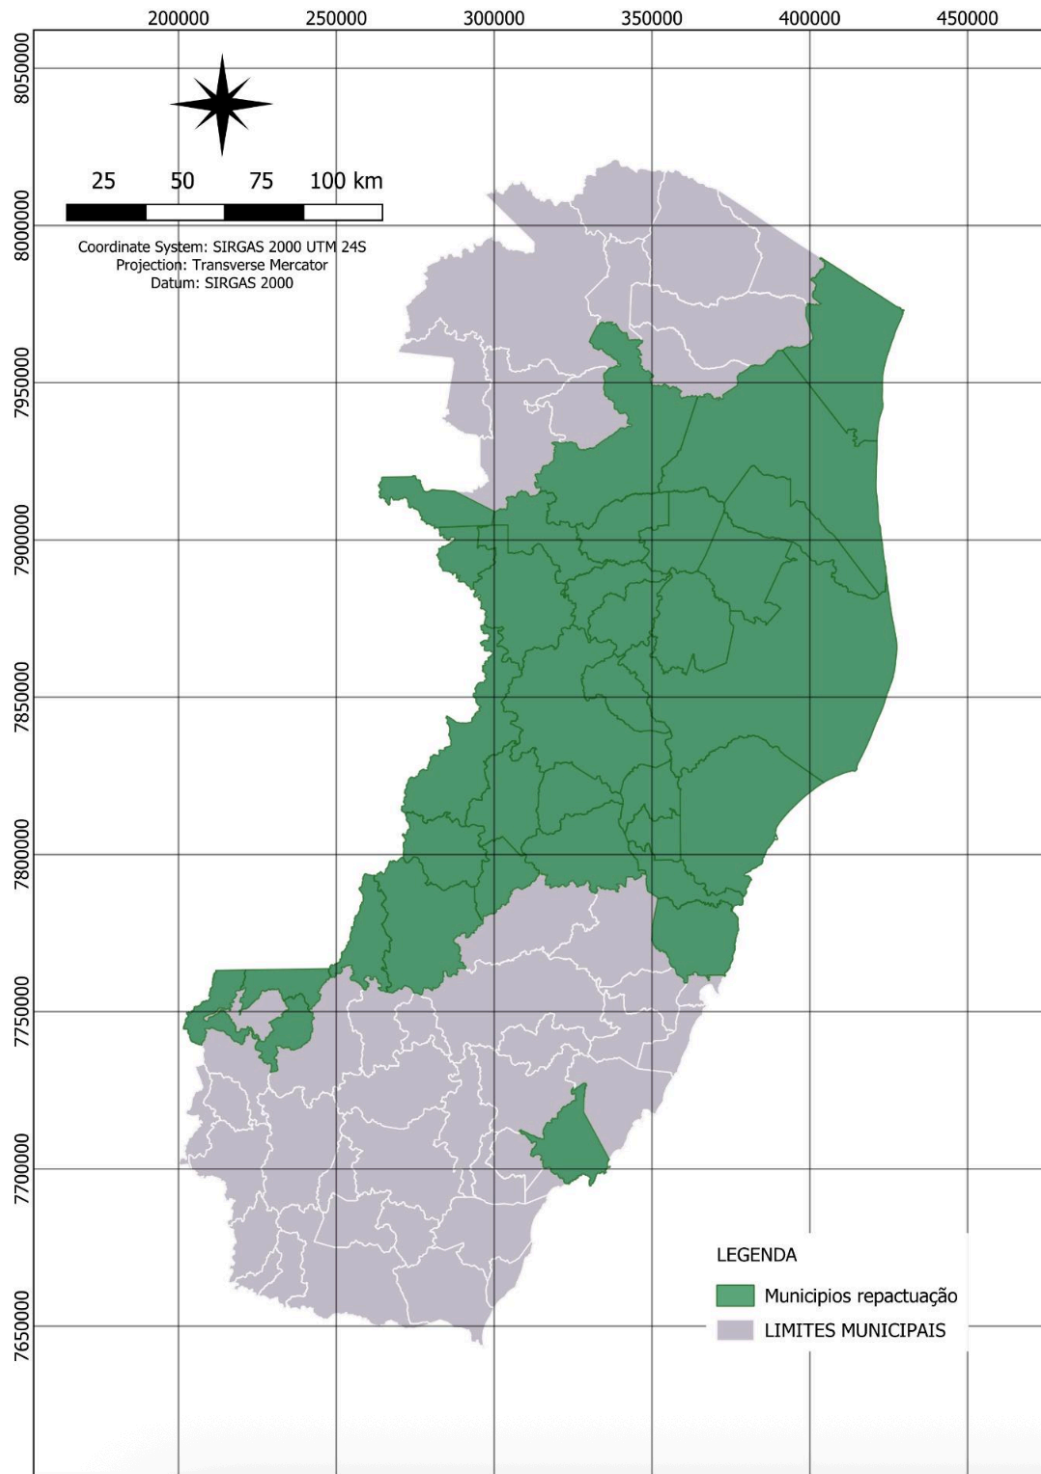 200000 250000 300000 350000 400000 450000
8050000
25 50 75 100 km
8000000
Coordinate System: SIRGAS 2000 UTM 24S
Projection: Transverse Mercator
Datum: SIRGAS 2000
7950000
7900000
7850000
7800000
7750000
7700000
7650000
LEGENDA
Municipios repactuação
LIMITES MUNICIPAIS